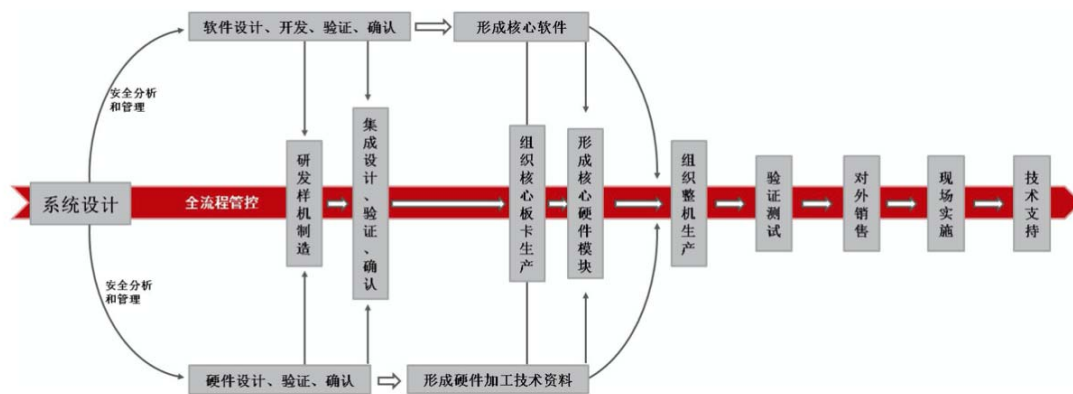 软件设计、开发、验证、确认
形成核心软件
安全分析
和管理
系统设计
全流程管控
研发样机制造
集成设计、验证、确认
组织核心板卡生产
形成核心硬件模块
组织整机生产
验证测试
对外销售
现场实施
技术支持
安全分析
和管理
硬件设计、验证、确认
形成硬件加工技术资料